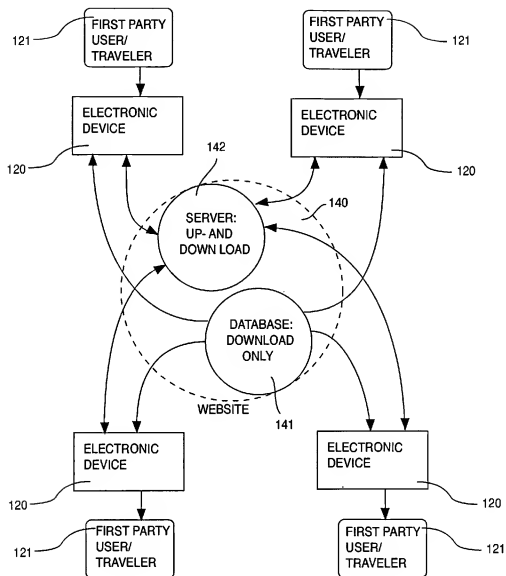 121
FIRST PARTY
USER/
TRAVELER
FIRST PARTY
USER/
TRAVELER
121
ELECTRONIC
DEVICE
120
ELECTRONIC
DEVICE
120
142
140
SERVER:
UP- AND
DOWN LOAD
DATABASE:
DOWNLOAD
ONLY
WEBSITE
141
ELECTRONIC
DEVICE
120
ELECTRONIC
DEVICE
120
121
FIRST PARTY
USER/
TRAVELER
FIRST PARTY
USER/
TRAVELER
121